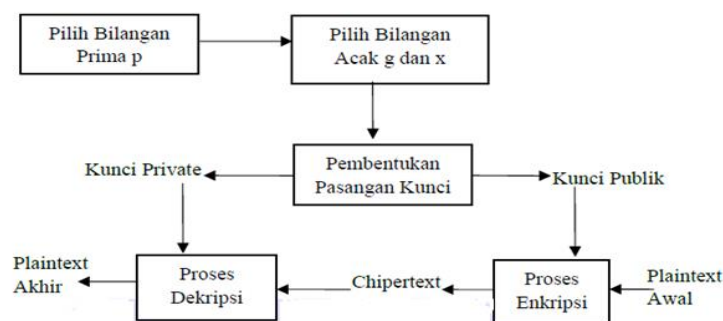 Pilih Bilangan
Prima p
Pilih Bilangan
Acak g dan x
Kunci Private
Pembentukan
Pasangan Kunci
Kunci Publik
Plaintext
Akhir
Proses
Dekripsi
Chipertext
Proses
Enkripsi
Plaintext
Awal